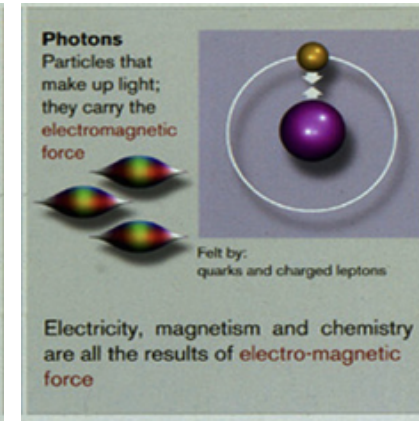 Photons
Particles that
make up light;
they carry the
electromagnetic
force
Felt by:
quarks and charged leptons
Electricity, magnetism and chemistry
are all the results of electro-magnetic
force